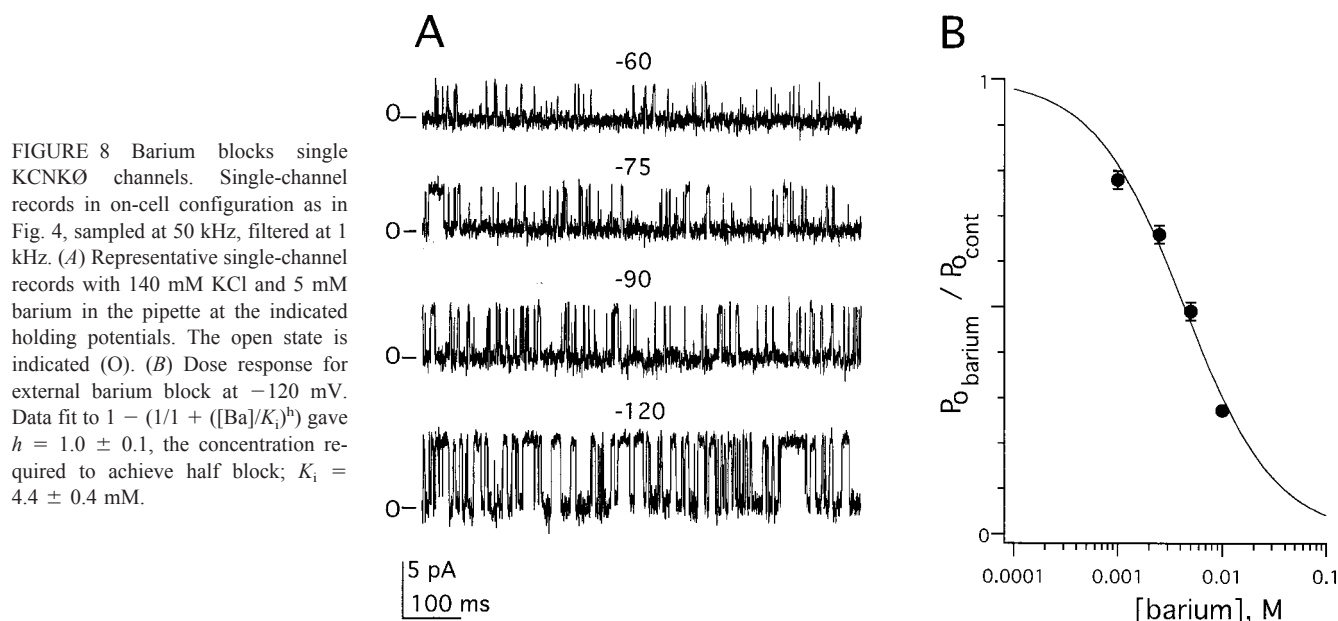 FIGURE 8 Barium blocks single
KCNKØ channels. Single-channel
records in on-cell configuration as in
Fig. 4, sampled at 50 kHz, filtered at 1
kHz. (A) Representative single-channel
records with 140 mM KCl and 5 mM
barium in the pipette at the indicated
holding potentials. The open state is
indicated (O). (B) Dose response for
external barium block at −120 mV.
Data fit to 1 − (1/1 + ([Ba]/Ki)h) gave
h = 1.0 ± 0.1, the concentration re-
quired to achieve half block; Ki =
4.4 ± 0.4 mM.
A
-60
O
-75
O
-90
O
-120
O
5 pA
100 ms
B
1
Po barium / Po cont
0
0.0001 0.001 0.01 0.1
[barium], M